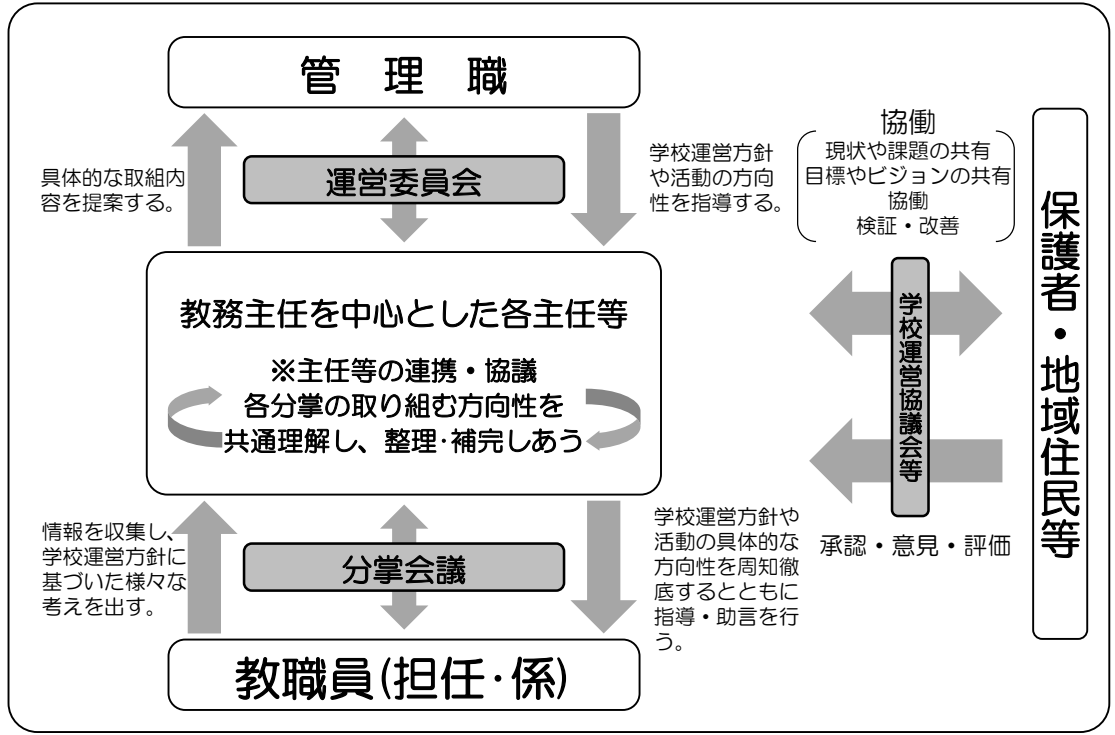 管 理 職
運営委員会
具体的な取組内
容を提案する。
学校運営方針
や活動の方向
性を指導する。
教務主任を中心とした各主任等
※主任等の連携・協議
各分掌の取り組む方向性を
共通理解し、整理･補完しあう
情報を収集し、
学校運営方針に
基づいた様々な
考えを出す。
分掌会議
学校運営方針や
活動の具体的な
方向性を周知徹
底するとともに
指導・助言を行
う。
教職員(担任･係)
協働
現状や課題の共有
目標やビジョンの共有
協働
検証・改善
学校運営協議会等
承認・意見・評価
保護者・地域住民等